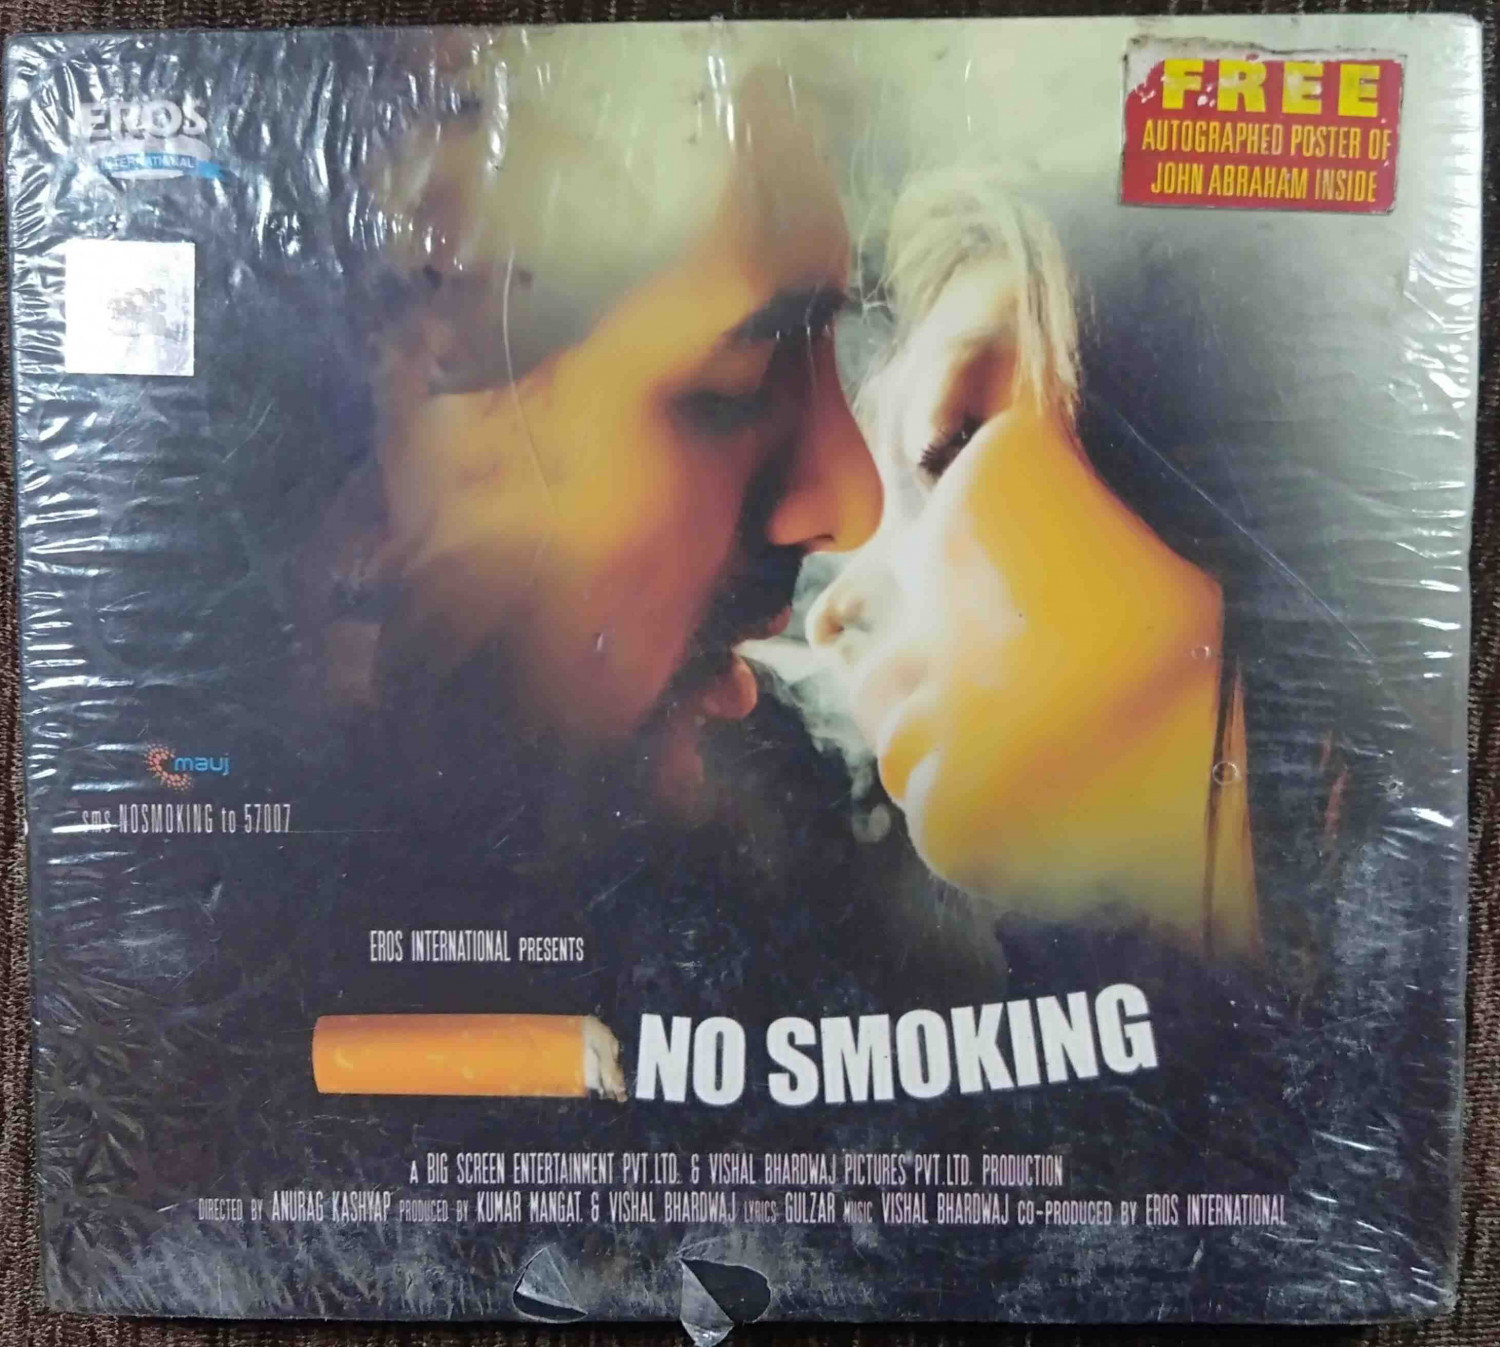 EROS
INTERNATIONAL
FREE
AUTOGRAPHED POSTER OF
JOHN ABRAHAM INSIDE
mauj
sms NOSMOKING to 57007
EROS INTERNATIONAL PRESENTS
NO SMOKING
A BIG SCREEN ENTERTAINMENT PVT.LTD. & VISHAL BHARDWAJ PICTURES PVT.LTD. PRODUCTION
DIRECTED BY ANURAG KASHYAP PRODUCED BY KUMAR MANGAT & VISHAL BHARDWAJ LYRICS GULZAR MUSIC VISHAL BHARDWAJ CO-PRODUCED BY EROS INTERNATIONAL